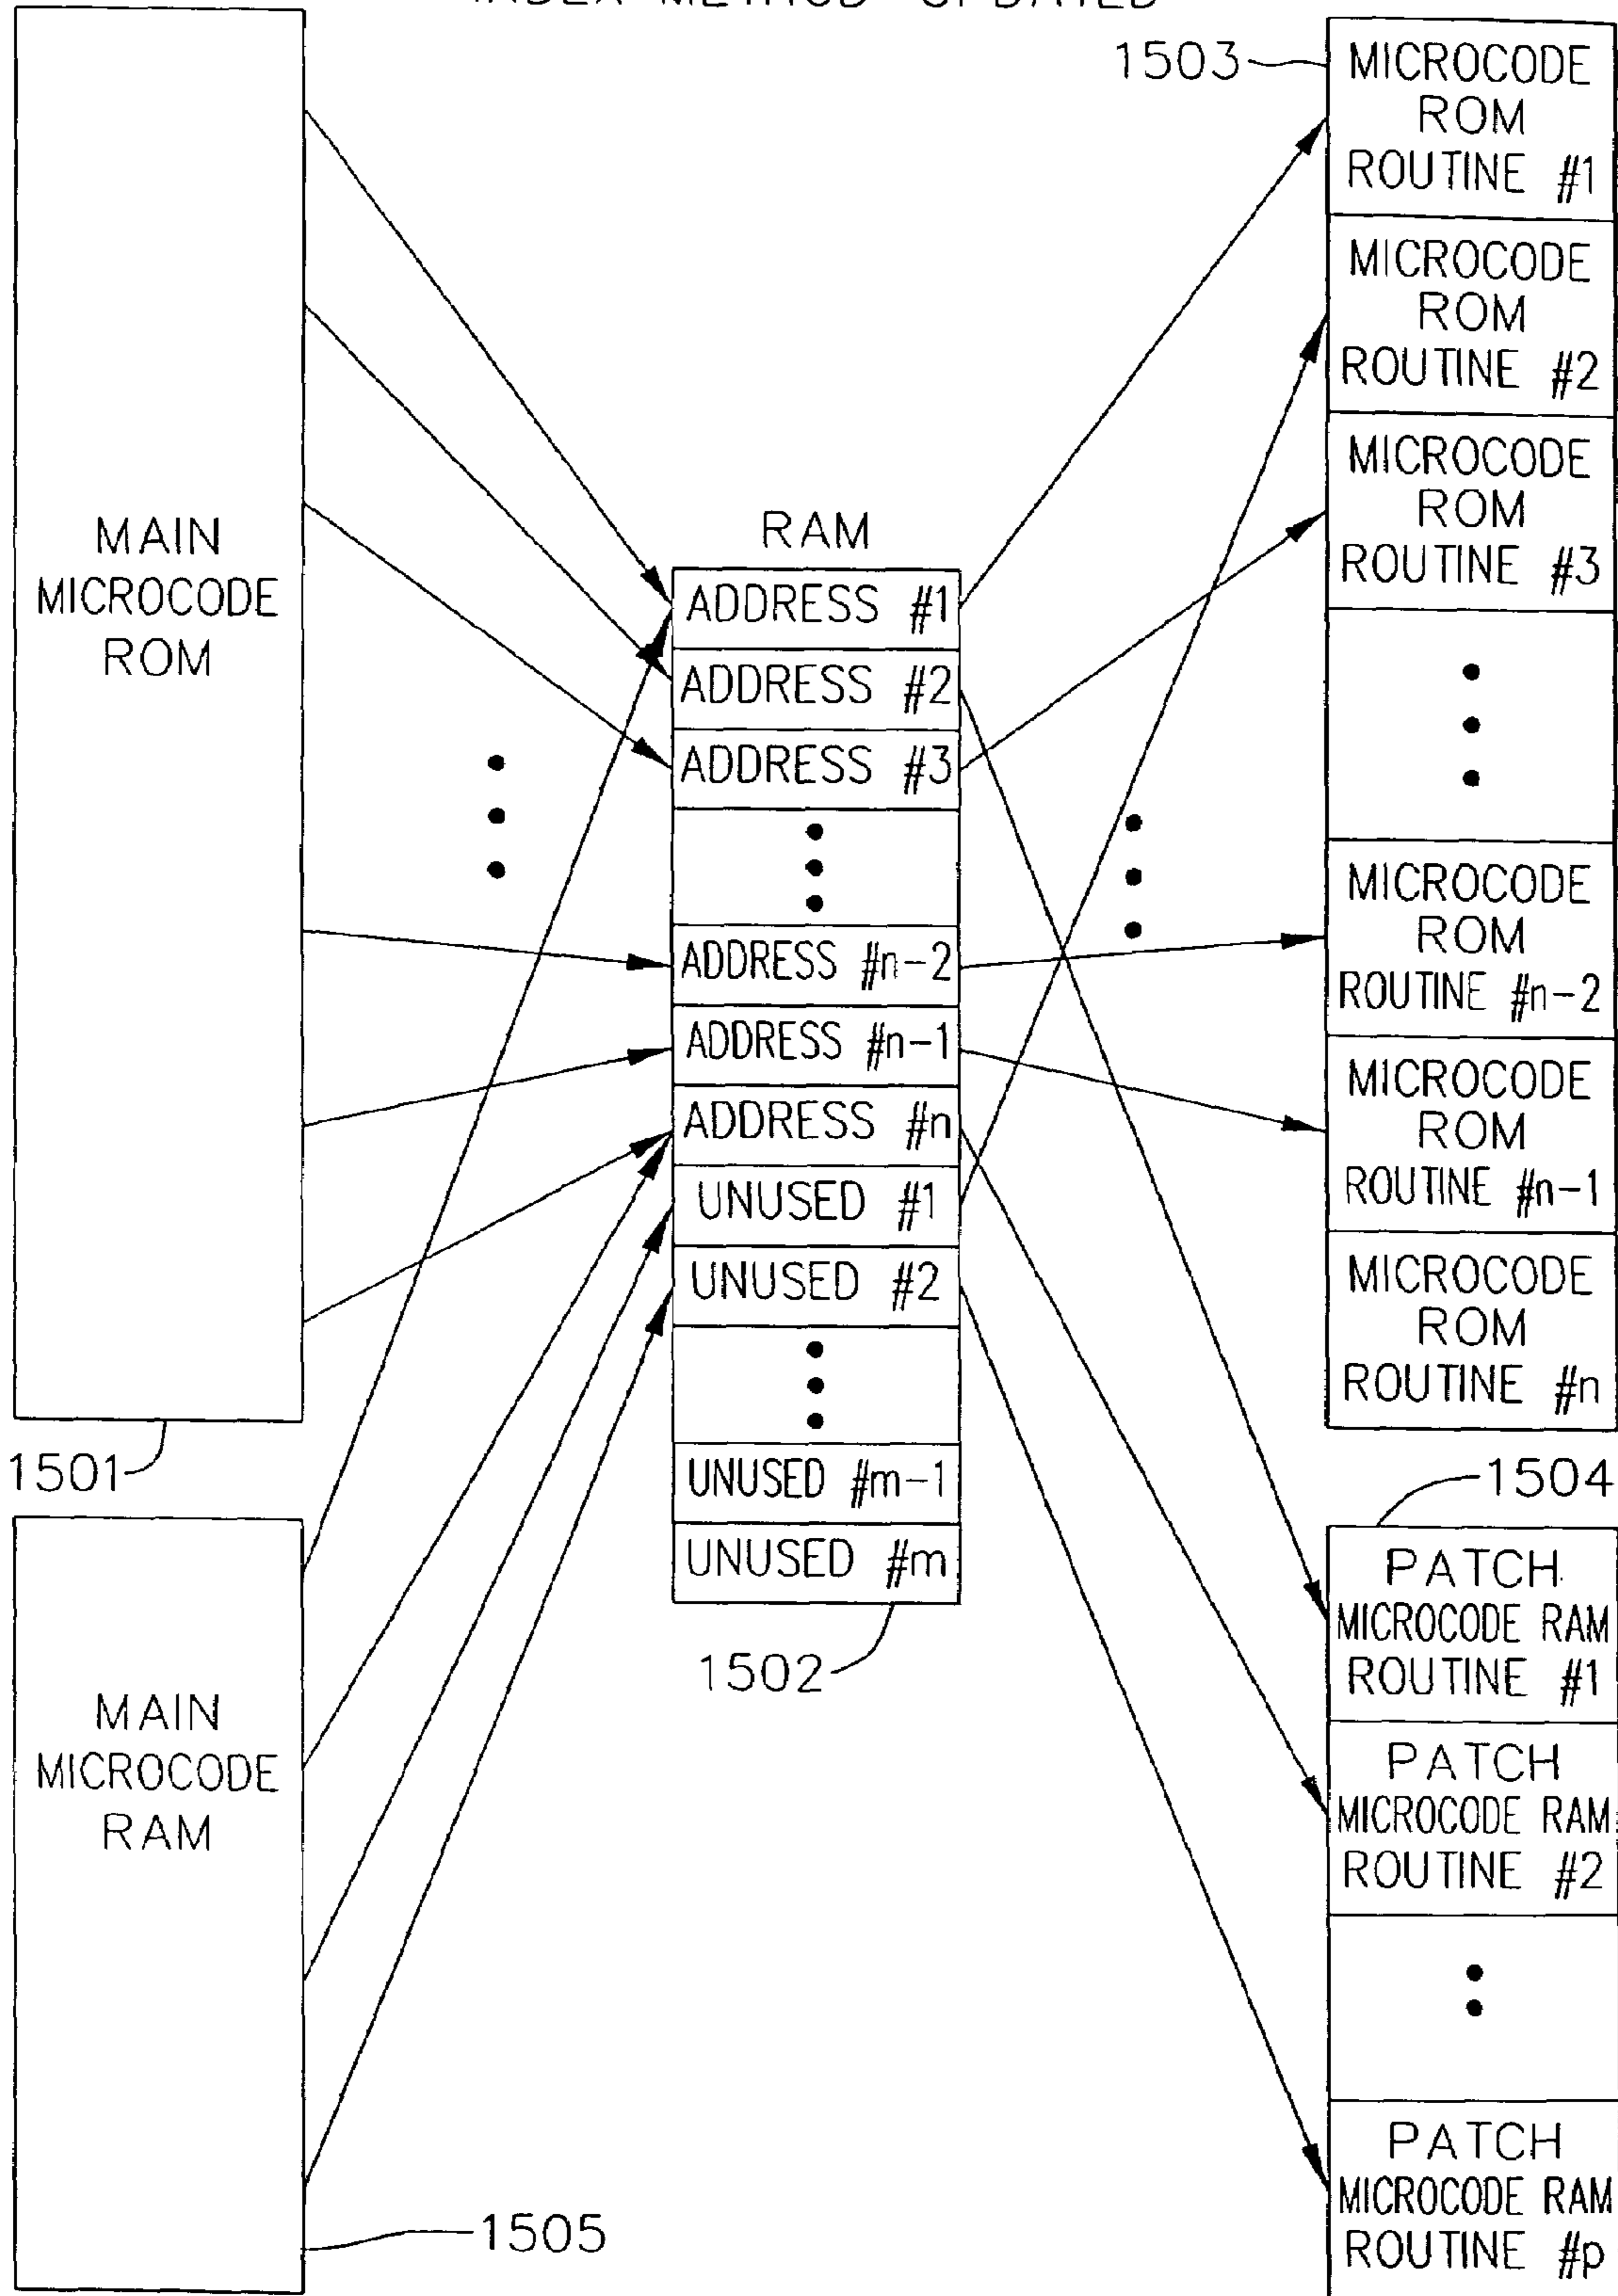 INDEX METHOD UPDATED
1503
MICROCODE
ROM
ROUTINE #1
MICROCODE
ROM
ROUTINE #2
MICROCODE
ROM
ROUTINE #3
MICROCODE
ROM
ROUTINE #n-2
MICROCODE
ROM
ROUTINE #n-1
MICROCODE
ROM
ROUTINE #n
MAIN
MICROCODE
ROM
1501
RAM
ADDRESS #1
ADDRESS #2
ADDRESS #3
ADDRESS #n-2
ADDRESS #n-1
ADDRESS #n
UNUSED #1
UNUSED #2
UNUSED #m-1
UNUSED #m
1502
MAIN
MICROCODE
RAM
1505
1504
PATCH
MICROCODE RAM
ROUTINE #1
PATCH
MICROCODE RAM
ROUTINE #2
PATCH
MICROCODE RAM
ROUTINE #p